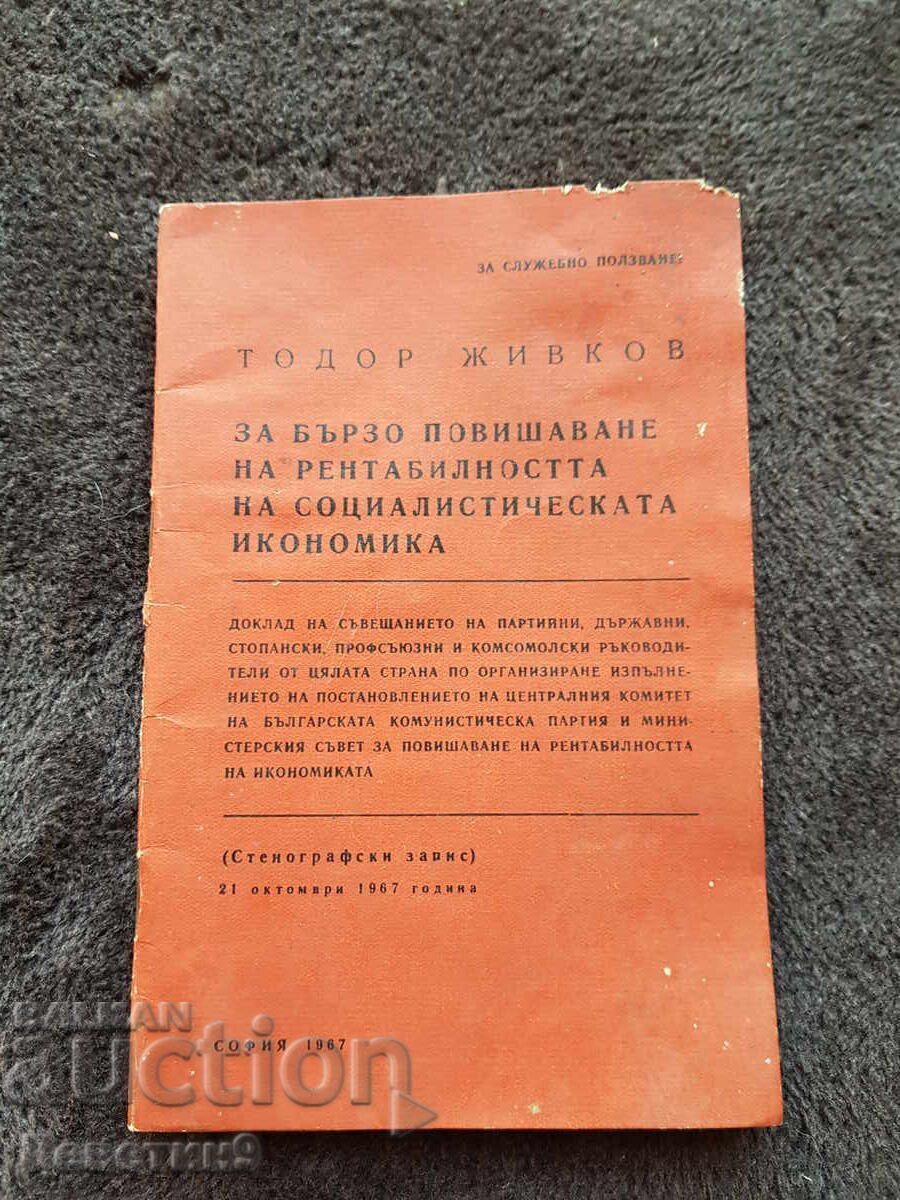 ЗА СЛУЖЕБНО ПОЛЗВАНЕ!
ТОДОР ЖИВКОВ
ЗА БЪРЗО ПОВИШАВАНЕ
НА РЕНТАБИЛНОСТТА
НА СОЦИАЛИСТИЧЕСКАТА
ИКОНОМИКА
ДОКЛАД НА СЪВЕЩАНИЕТО НА ПАРТИЙНИ, ДЪРЖАВНИ,
СТОПАНСКИ, ПРОФСЪЮЗНИ И КОМСОМОЛСКИ РЪКОВОДИ-
ТЕЛИ ОТ ЦЯЛАТА СТРАНА ПО ОРГАНИЗИРАНЕ ИЗПЪЛНЕ-
НИЕТО НА ПОСТАНОВЛЕНИЕТО НА ЦЕНТРАЛНИЯ КОМИТЕТ
НА БЪЛГАРСКАТА КОМУНИСТИЧЕСКА ПАРТИЯ И МИНИ-
СТЕРСКИЯ СЪВЕТ ЗА ПОВИШАВАНЕ НА РЕНТАБИЛНОСТТА
НА ИКОНОМИКАТА
(Стенографски запис)
21 октомври 1967 година
СОФИЯ 1967
BALKAN
auction
Цветин9